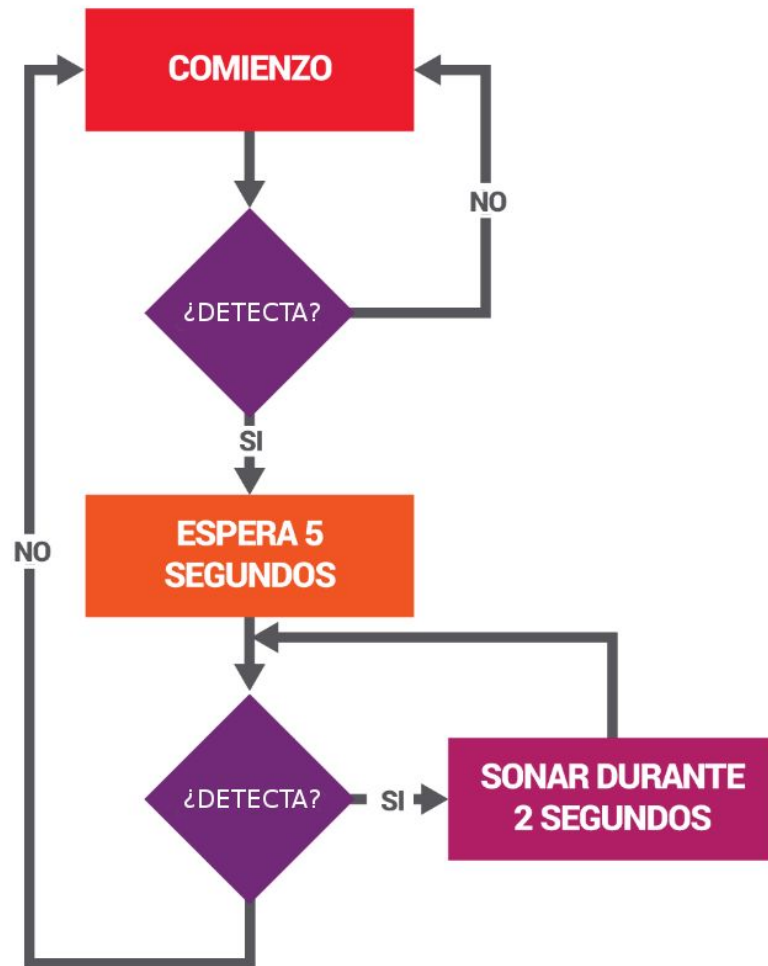 COMIENZO
NO
¿DETECTA?
SI
ESPERA 5
SEGUNDOS
NO
¿DETECTA?
SI
SONAR DURANTE
2 SEGUNDOS